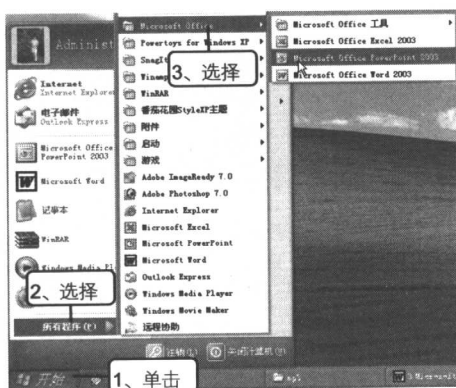 Administ
Internet
Internet Explorer
电子邮件
Outlook Express
Microsoft Office
PowerPoint 2003
Microsoft Word
记事本
WinRAR
Windows Media Pl
2、选择
所有程序(P)
开始
1、单击
Microsoft Office
Powertoys for Windows XP
SnagIt
3、选择
Winamp
WinRAR
番茄花园StyleXP主题
附件
启动
游戏
Adobe ImageReady 7.0
Adobe Photoshop 7.0
Internet Explorer
Microsoft Excel
Microsoft PowerPoint
Microsoft Word
Outlook Express
Windows Media Player
Windows Movie Maker
远程协助
注销(L)
关闭计算机(U)
Microsoft Office 工具
Microsoft Office Excel 2003
Microsoft Office PowerPoint 2003
Microsoft Office Word 2003